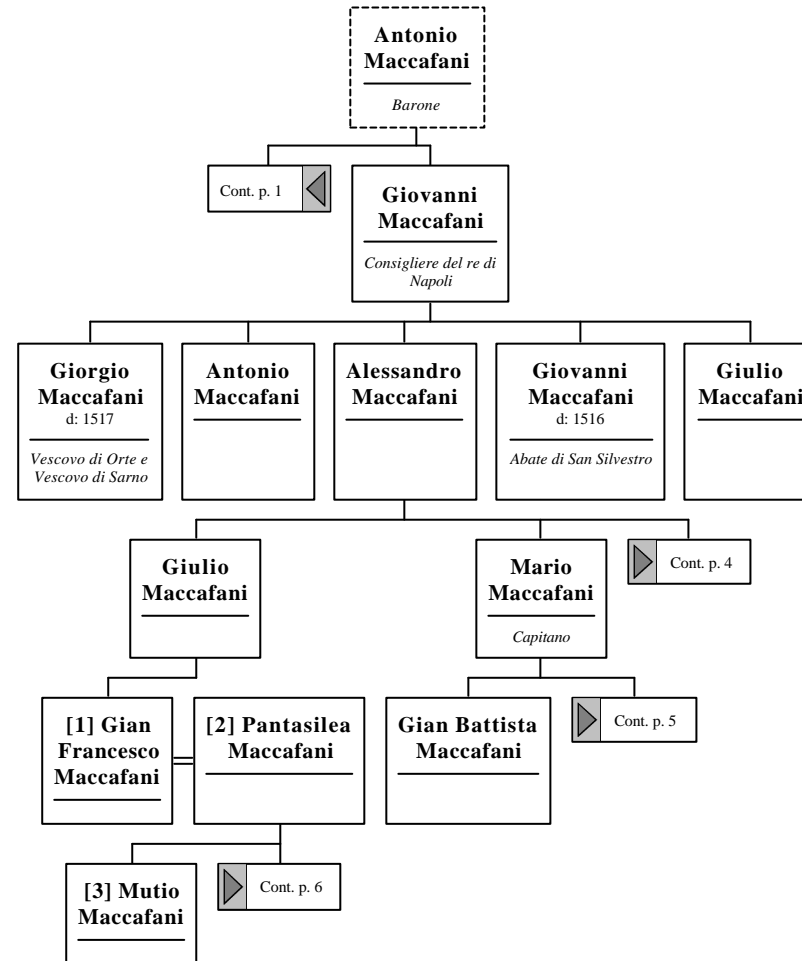 Antonio
Maccafani
Barone
Cont. p. 1
Giovanni
Maccafani
Consigliere del re di
Napoli
Giorgio
Maccafani
d: 1517
Vescovo di Orte e
Vescovo di Sarno
Antonio
Maccafani
Alessandro
Maccafani
Giovanni
Maccafani
d: 1516
Abate di San Silvestro
Giulio
Maccafani
Giulio
Maccafani
Mario
Maccafani
Capitano
Cont. p. 4
[1] Gian
Francesco
Maccafani
[2] Pantasilea
Maccafani
Gian Battista
Maccafani
Cont. p. 5
[3] Mutio
Maccafani
Cont. p. 6